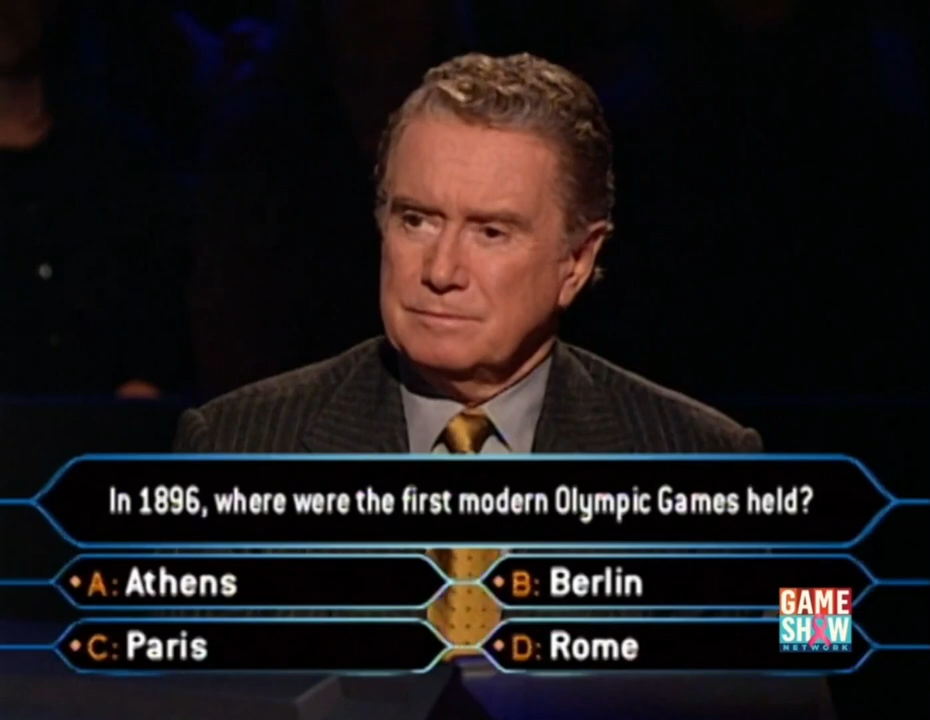 In 1896, where were the first modern Olympic Games held?
A: Athens
B: Berlin
C: Paris
D: Rome
GAME
SHOW
NETWORK